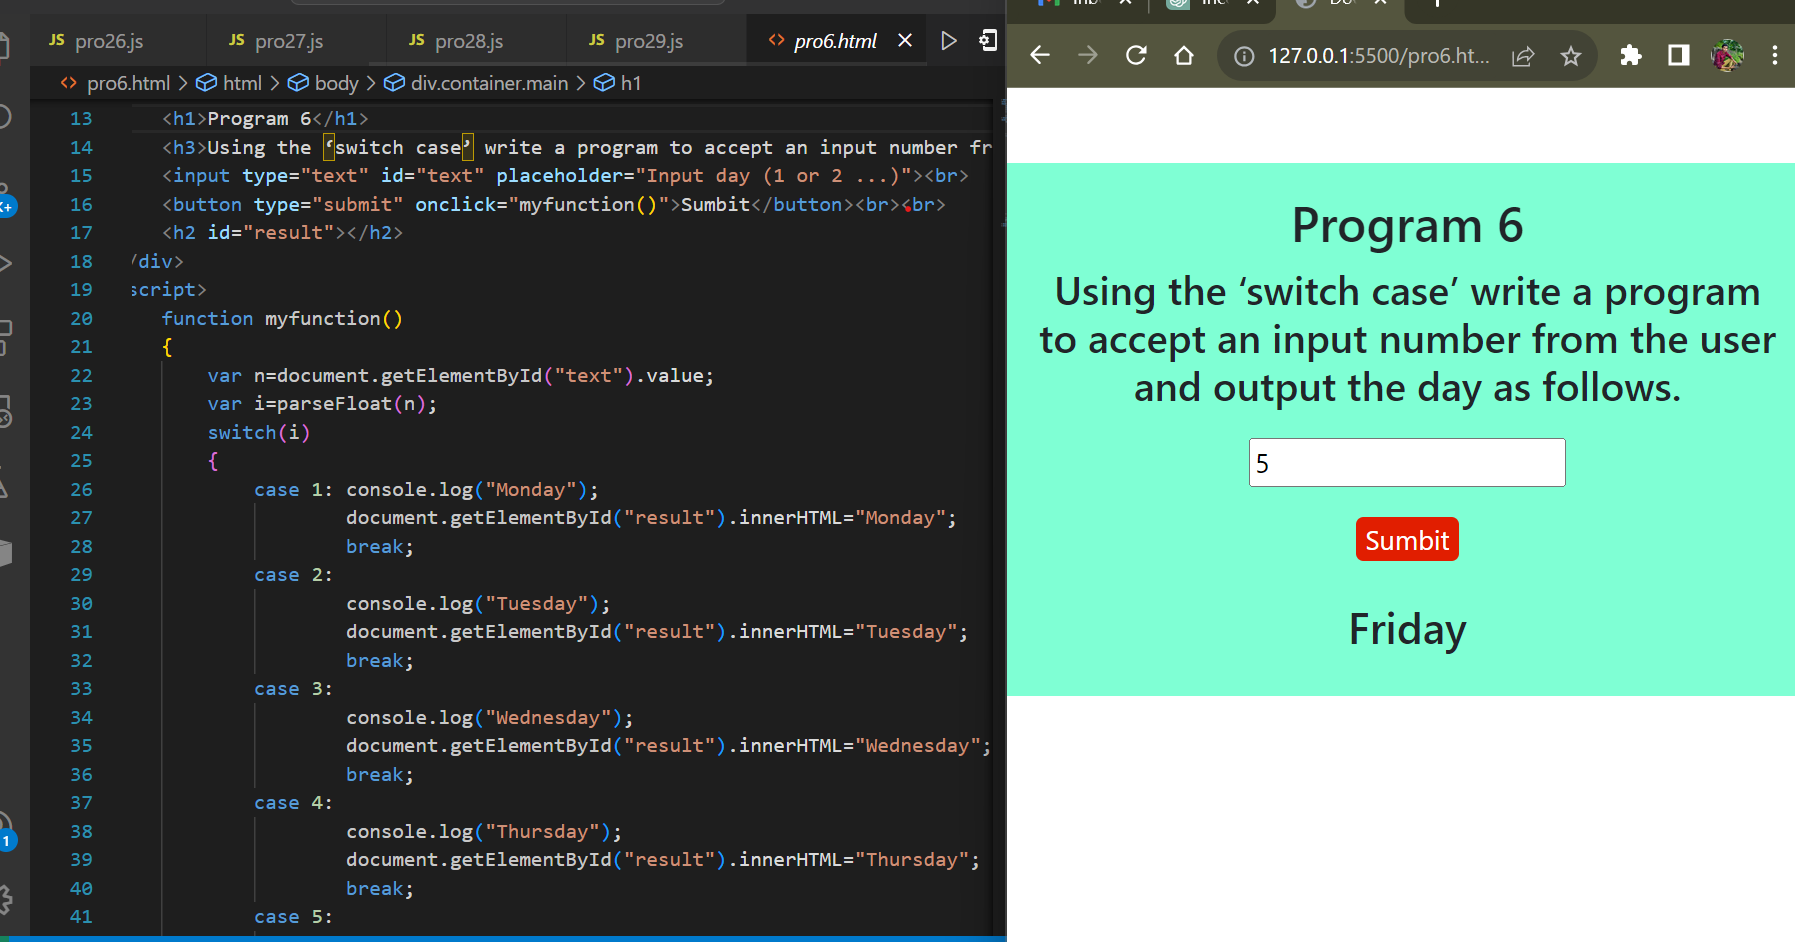 JS pro26.js
JS pro27.js
JS pro28.js
JS pro29.js
<> pro6.html
<> pro6.html > html > body > div.container.main > h1
13 <h1>Program 6</h1>
14 <h3>Using the ‘switch case’ write a program to accept an input number fr
15 <input type="text" id="text" placeholder="Input day (1 or 2 ...)"><br>
16 <button type="submit" onclick="myfunction()">Sumbit</button><br><br>
17 <h2 id="result"></h2>
18 /div>
19 script>
20 function myfunction()
21 {
22 var n=document.getElementById("text").value;
23 var i=parseFloat(n);
24 switch(i)
25 {
26 case 1: console.log("Monday");
27 document.getElementById("result").innerHTML="Monday";
28 break;
29 case 2:
30 console.log("Tuesday");
31 document.getElementById("result").innerHTML="Tuesday";
32 break;
33 case 3:
34 console.log("Wednesday");
35 document.getElementById("result").innerHTML="Wednesday";
36 break;
37 case 4:
38 console.log("Thursday");
39 document.getElementById("result").innerHTML="Thursday";
40 break;
41 case 5:
1
127.0.0.1:5500/pro6.ht...
Program 6
Using the ‘switch case’ write a program
to accept an input number from the user
and output the day as follows.
5
Sumbit
Friday